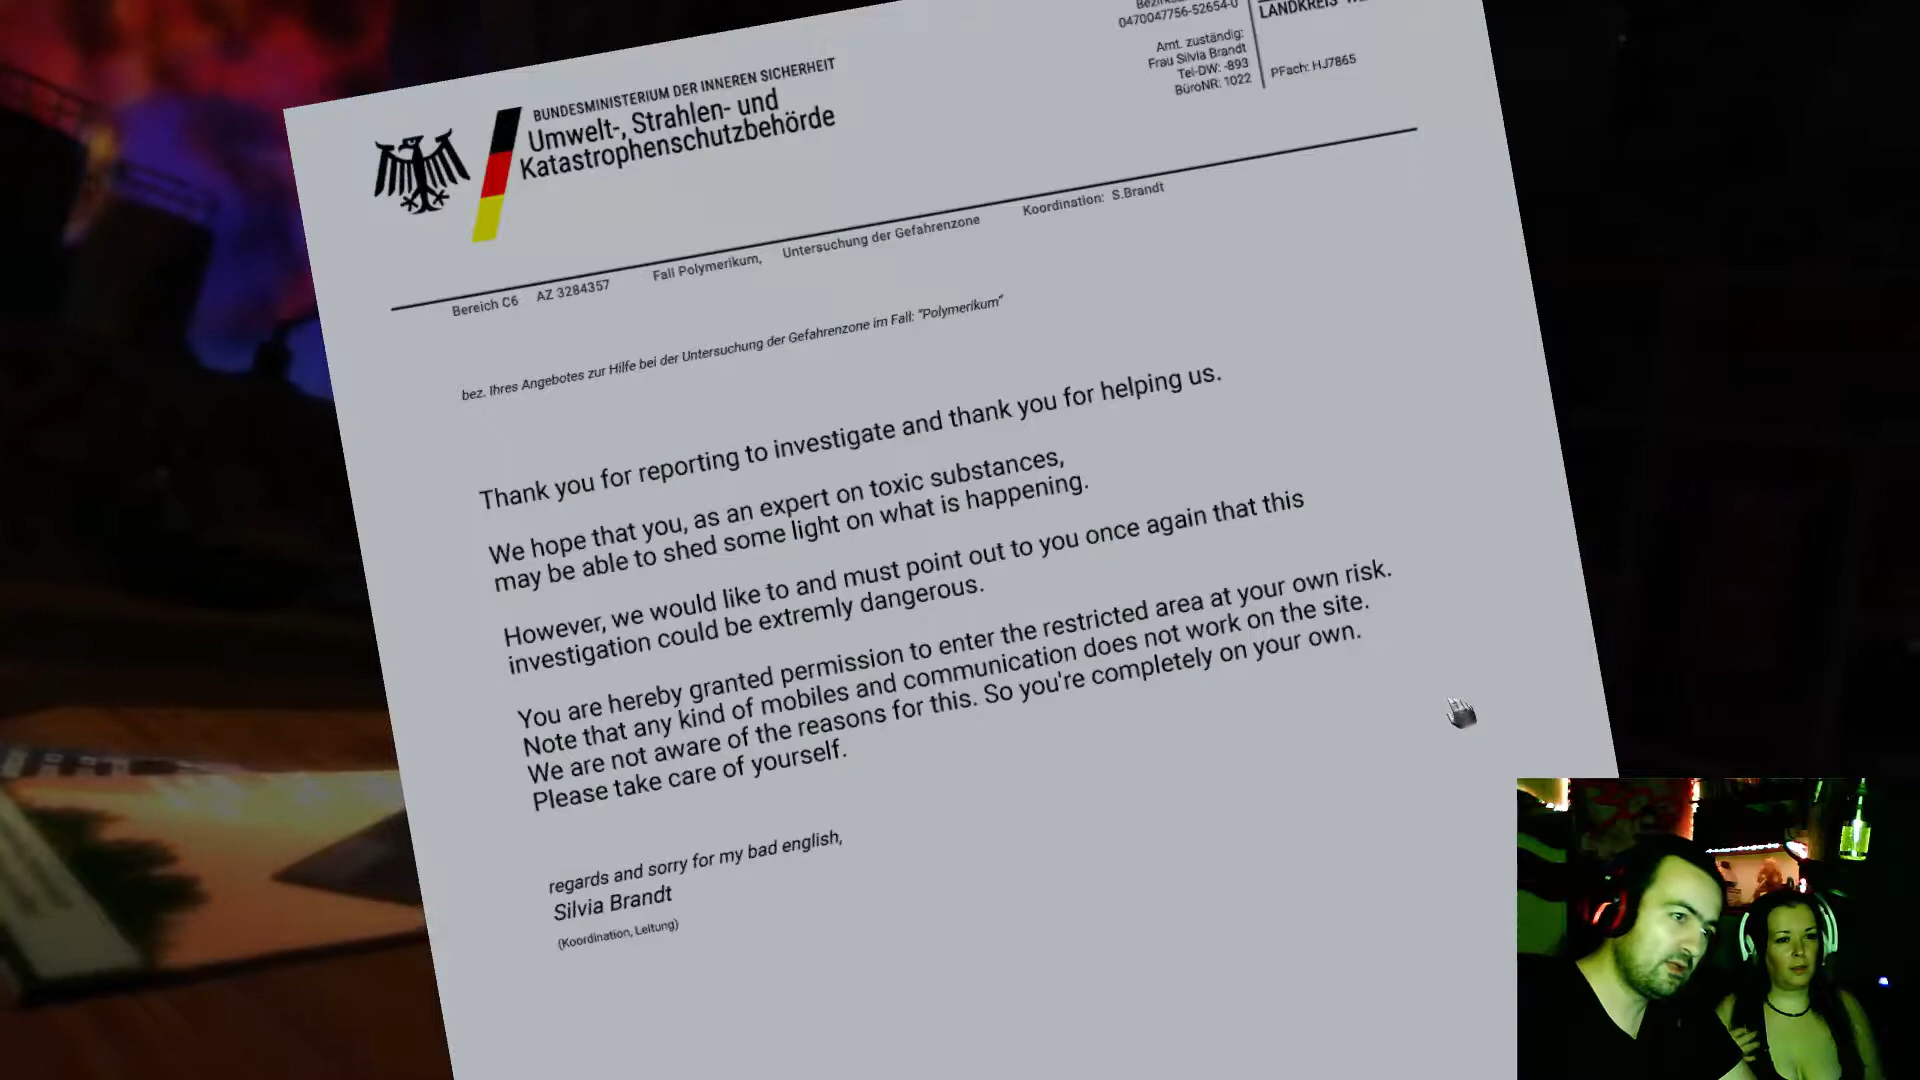 0470047756-52654-0
LANDKREIS
Amt. zuständig:
Frau Silvia Brandt
Tel-DW: -893
BüroNR: 1022
PFach: HJ7865
BUNDESMINISTERIUM DER INNEREN SICHERHEIT
Umwelt-, Strahlen- und
Katastrophenschutzbehörde
Bereich C6 AZ 3284357 Fall Polymerikum, Untersuchung der Gefahrenzone Koordination: S.Brandt
bez. Ihres Angebotes zur Hilfe bei der Untersuchung der Gefahrenzone im Fall: "Polymerikum"
Thank you for reporting to investigate and thank you for helping us.
We hope that you, as an expert on toxic substances,
may be able to shed some light on what is happening.
However, we would like to and must point out to you once again that this
investigation could be extremly dangerous.
You are hereby granted permission to enter the restricted area at your own risk.
Note that any kind of mobiles and communication does not work on the site.
We are not aware of the reasons for this. So you're completely on your own.
Please take care of yourself.
regards and sorry for my bad english,
Silvia Brandt
(Koordination, Leitung)